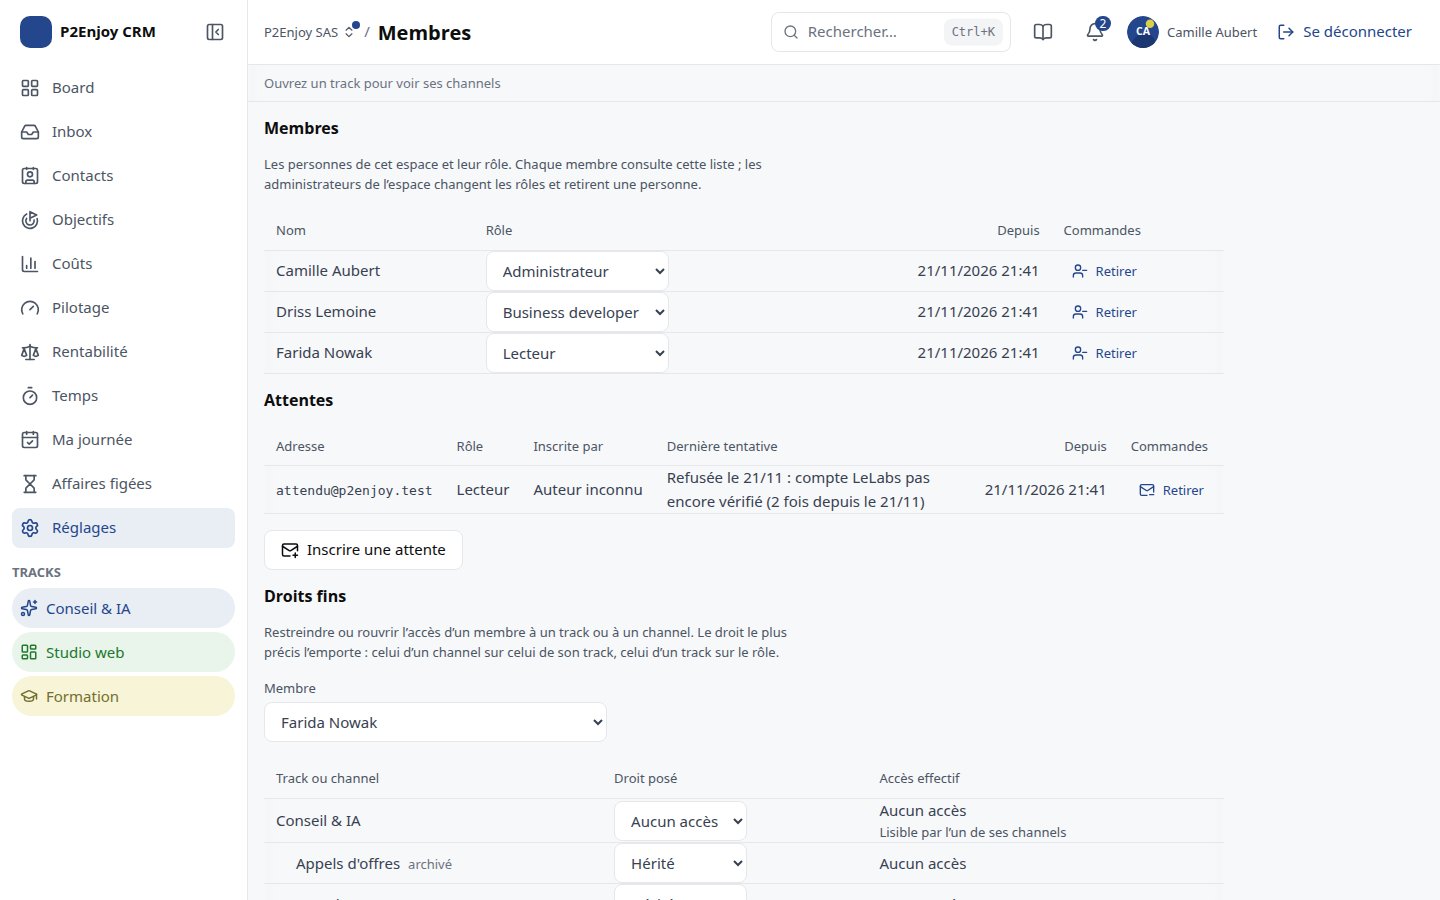 P2Enjoy CRM
Board
Inbox
Contacts
Objectifs
Coûts
Pilotage
Rentabilité
Temps
Ma journée
Affaires figées
Réglages
TRACKS
Conseil & IA
Studio web
Formation
P2Enjoy SAS / Membres
Rechercher... Ctrl+K
2
CA Camille Aubert
Se déconnecter
Ouvrez un track pour voir ses channels
Membres
Les personnes de cet espace et leur rôle. Chaque membre consulte cette liste ; les
administrateurs de l’espace changent les rôles et retirent une personne.
Nom Rôle Depuis Commandes
Camille Aubert Administrateur 21/11/2026 21:41 Retirer
Driss Lemoine Business developer 21/11/2026 21:41 Retirer
Farida Nowak Lecteur 21/11/2026 21:41 Retirer
Attentes
Adresse Rôle Inscrite par Dernière tentative Depuis Commandes
attendu@p2enjoy.test Lecteur Auteur inconnu Refusée le 21/11 : compte LeLabs pas
encore vérifié (2 fois depuis le 21/11) 21/11/2026 21:41 Retirer
Inscrire une attente
Droits fins
Restreindre ou rouvrir l’accès d’un membre à un track ou à un channel. Le droit le plus
précis l’emporte : celui d’un channel sur celui de son track, celui d’un track sur le rôle.
Membre
Farida Nowak
Track ou channel Droit posé Accès effectif
Conseil & IA Aucun accès Aucun accès
Lisible par l’un de ses channels
Appels d'offres archivé Hérité Aucun accès